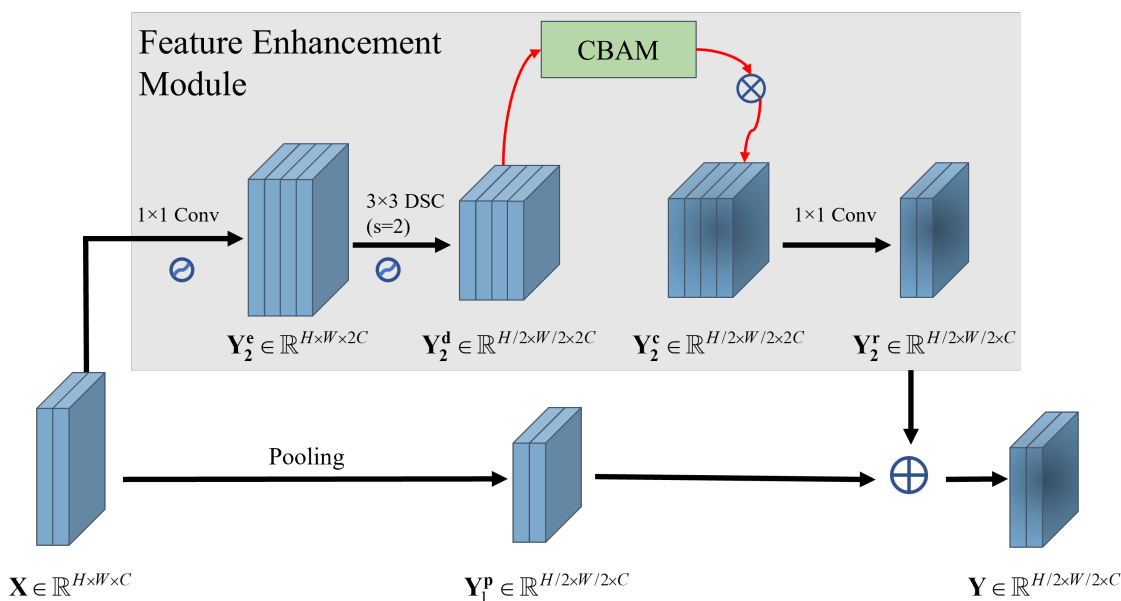 Feature Enhancement
Module
CBAM
1×1 Conv
3×3 DSC
(s=2)
1×1 Conv
Y₂ᵉ ∈ ℝ^{H×W×2C}
Y₂ᵈ ∈ ℝ^{H/2×W/2×2C}
Y₂ᶜ ∈ ℝ^{H/2×W/2×2C}
Y₂ʳ ∈ ℝ^{H/2×W/2×C}
Pooling
X ∈ ℝ^{H×W×C}
Y₁ᵖ ∈ ℝ^{H/2×W/2×C}
Y ∈ ℝ^{H/2×W/2×C}